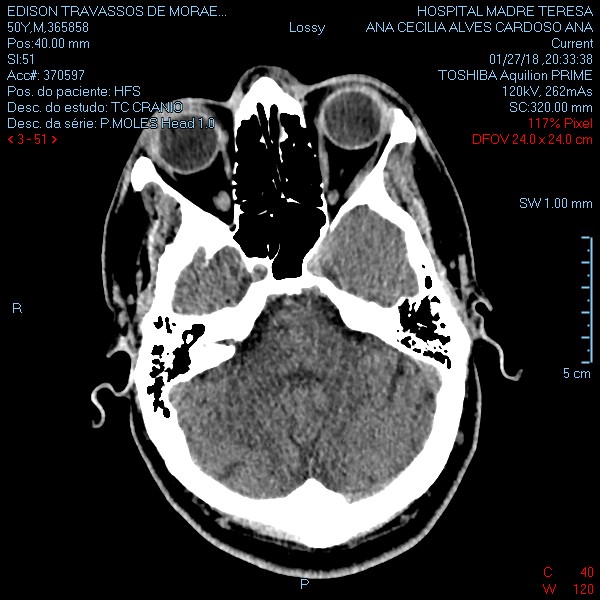 EDISON TRAVASSOS DE MORAE...
50Y,M,365858
Pos:40.00 mm
SI:51
Acc#: 370597
Pos. do paciente: HFS
Desc. do estudo: TC CRANIO
Desc. da série: P.MOLES Head 1.0
< 3 - 51 >
Lossy
HOSPITAL MADRE TERESA
ANA CECILIA ALVES CARDOSO ANA
Current
01/27/18 ,20:33:38
TOSHIBA Aquilion PRIME
120kV, 262mAs
SC:320.00 mm
117% Pixel
DFOV 24.0 x 24.0 cm
SW 1.00 mm
R
5 cm
P
C 40
W 120